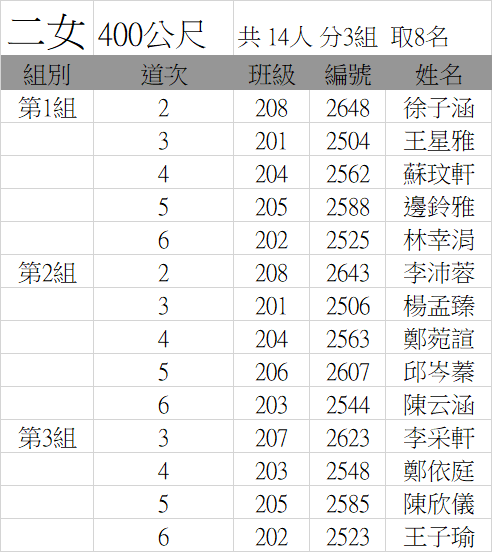 二女 400公尺 共 14人 分3組 取8名
組別 道次 班級 編號 姓名
第1組 2 208 2648 徐子涵
3 201 2504 王星雅
4 204 2562 蘇玟軒
5 205 2588 邊鈴雅
6 202 2525 林幸涓
第2組 2 208 2643 李沛蓉
3 201 2506 楊孟臻
4 204 2563 鄭菀諠
5 206 2607 邱岑蓁
6 203 2544 陳云涵
第3組 3 207 2623 李采軒
4 203 2548 鄭依庭
5 205 2585 陳欣儀
6 202 2523 王子瑜